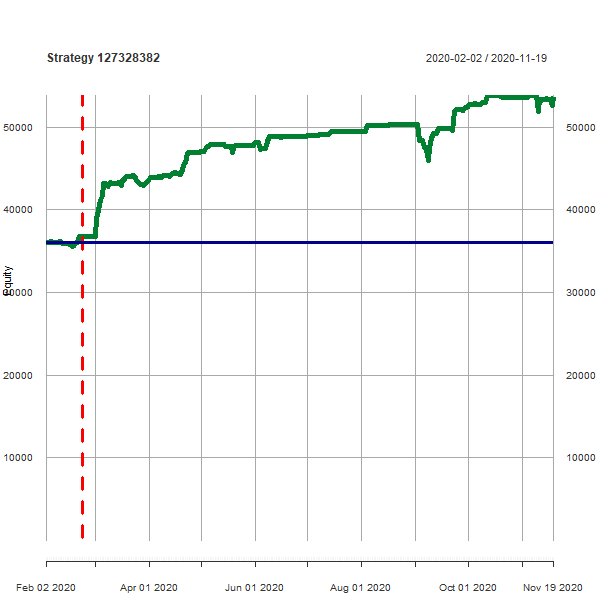 Strategy 127328382
2020-02-02 / 2020-11-19
50000
50000
40000
40000
Equity
30000
30000
20000
20000
10000
10000
Feb 02 2020
Apr 01 2020
Jun 01 2020
Aug 01 2020
Oct 01 2020
Nov 19 2020